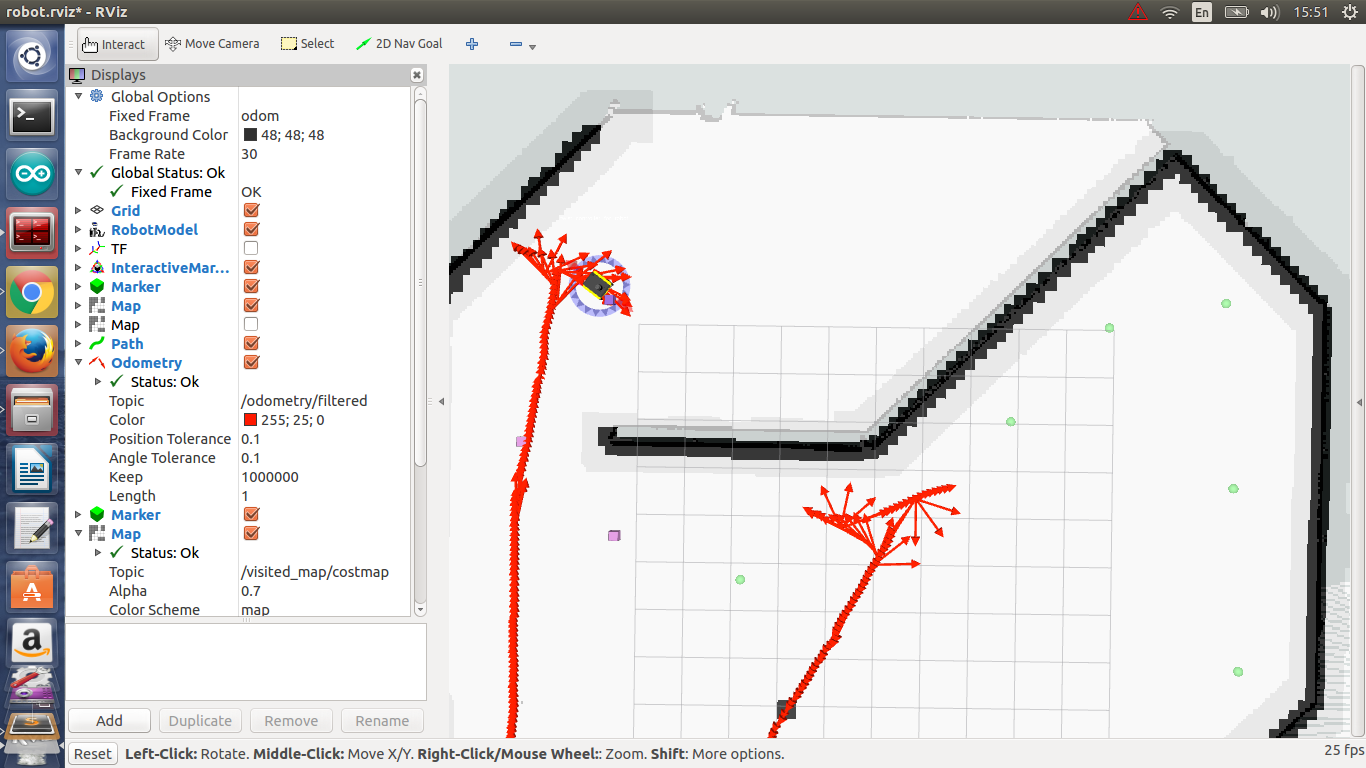 robot.rviz* - RViz
En
15:51
Interact
Move Camera
Select
2D Nav Goal
Displays
Global Options
Fixed Frame odom
Background Color 48; 48; 48
Frame Rate 30
Global Status: Ok
Fixed Frame OK
Grid
RobotModel
TF
InteractiveMar...
Marker
Map
Map
Path
Odometry
Status: Ok
Topic /odometry/filtered
Color 255; 25; 0
Position Tolerance 0.1
Angle Tolerance 0.1
Keep 1000000
Length 1
Marker
Map
Status: Ok
Topic /visited_map/costmap
Alpha 0.7
Color Scheme map
Add Duplicate Remove Rename
Reset Left-Click: Rotate. Middle-Click: Move X/Y. Right-Click/Mouse Wheel:: Zoom. Shift: More options. 25 fps